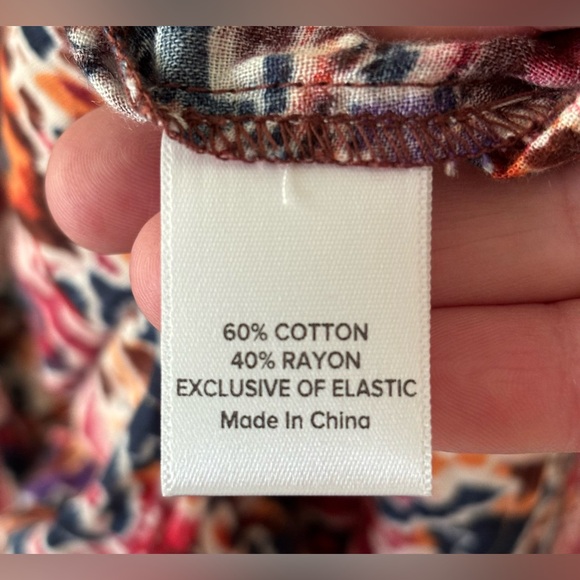 60% COTTON
40% RAYON
EXCLUSIVE OF ELASTIC
Made In China